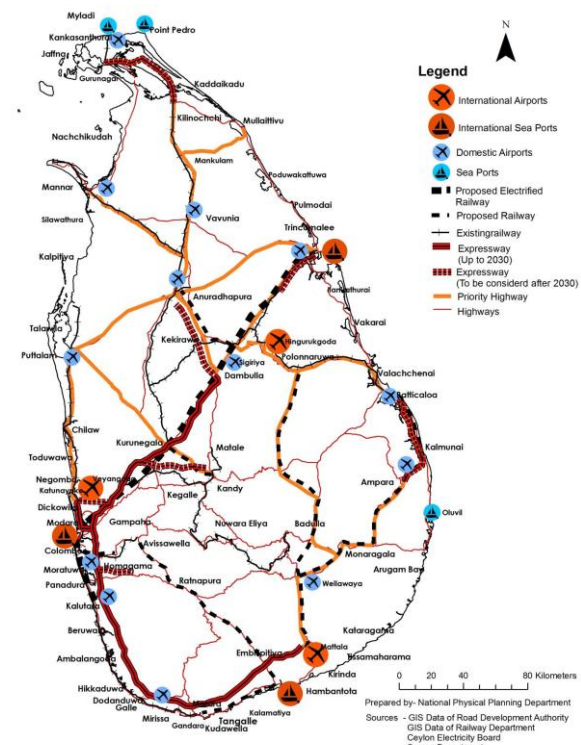 Myladi
Point Pedro
Kankasanthurai
Jaffna
Gurunagar
Kaddaikadu
Kilinochchi
Mullaittivu
Nachchikudah
Mankulam
Poduwakattuwa
Mannar
Pulmodai
Silawathura
Vavunia
Trincomalee
Kalpitiya
Anuradhapura
Vakarai
Talawila
Kekirawa
Hingurukgoda
Polonnaruwa
Sigiriya
Valachchenai
Puttalam
Dambulla
Batticaloa
Chilaw
Kurunegala
Matale
Kalmunai
Toduwawa
Ampara
Negombo
Veyangoda
Katunayake
Kegalle
Kandy
Dickowita
Oluvil
Modara
Gampaha
Nuwara Eliya
Badulla
Colombo
Avissawella
Monaragala
Homagama
Arugam Bay
Moratuwa
Ratnapura
Wellawaya
Panadura
Kalutara
Kataragama
Beruwala
Embilipitiya
Mattala
Tissamaharama
Ambalangoda
Kirinda
Hikkaduwa
Hambantota
Dodanduwa
Matara
Kalamatiya
Galle
Mirissa
Tangalle
Gandara
Kudawella
N
Legend
International Airports
International Sea Ports
Domestic Airports
Sea Ports
Proposed Electrified
Railway
Proposed Railway
Existingrailway
Expressway
(Up to 2030)
Expressway
(To be considerd after 2030)
Priority Highway
Highways
0 20 40 80 Kilometers
Prepared by- National Physical Planning Department
Sources - GIS Data of Road Development Authority
GIS Data of Railway Department
Ceylon Electricity Board